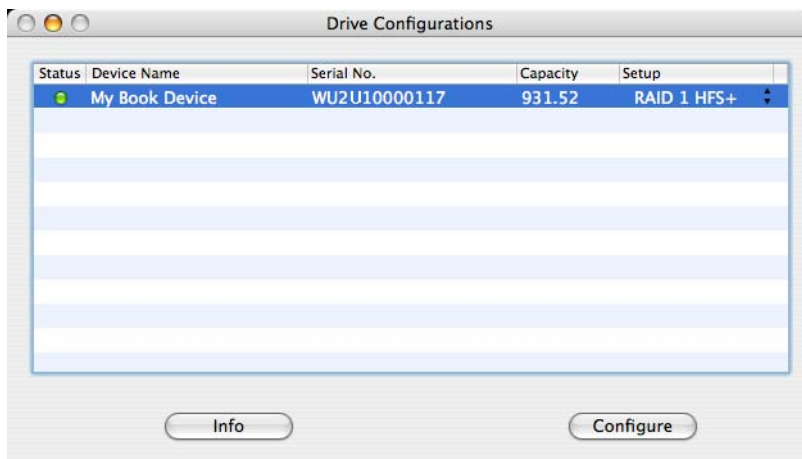 Drive Configurations
Status Device Name Serial No. Capacity Setup
My Book Device WU2U10000117 931.52 RAID 1 HFS+
Info Configure